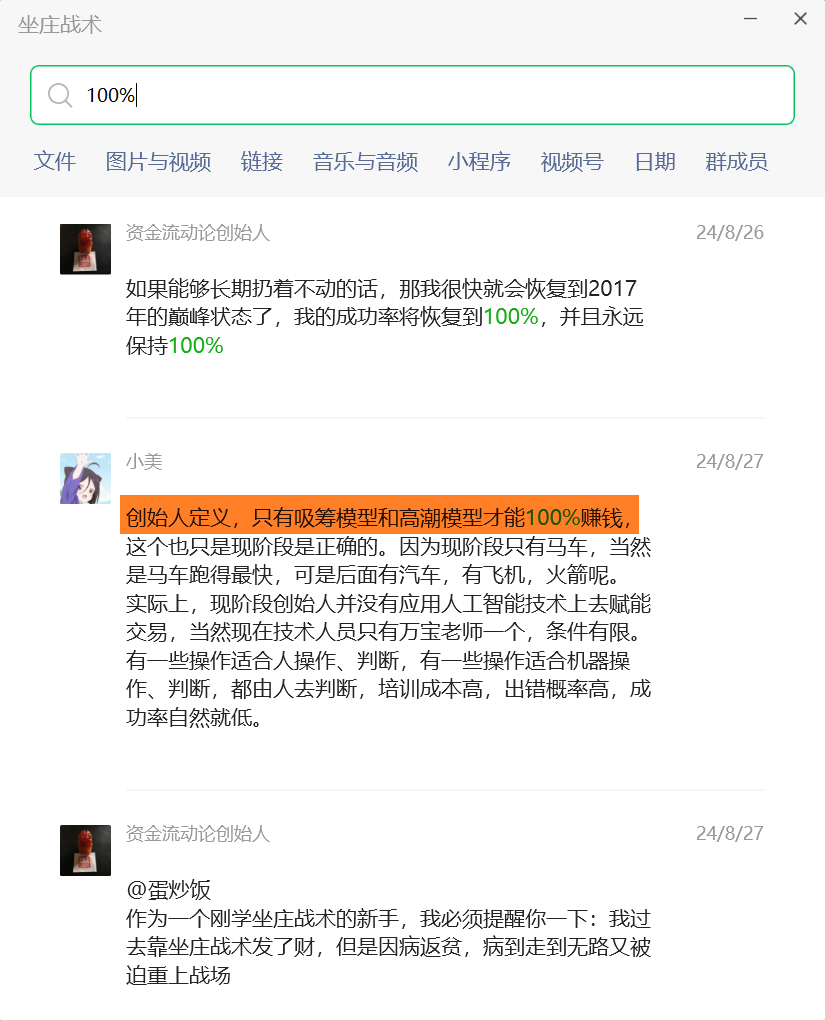 坐庄战术
100%
文件 图片与视频 链接 音乐与音频 小程序 视频号 日期 群成员
资金流动论创始人 24/8/26
如果能够长期扔着不动的话，那我很快就会恢复到2017
年的巅峰状态了，我的成功率将恢复到100%，并且永远
保持100%
小美 24/8/27
创始人定义，只有吸筹模型和高潮模型才能100%赚钱，
这个也只是现阶段是正确的。因为现阶段只有马车，当然
是马车跑得最快，可是后面有汽车，有飞机，火箭呢。
实际上，现阶段创始人并没有应用人工智能技术上去赋能
交易，当然现在技术人员只有万宝老师一个，条件有限。
有一些操作适合人操作、判断，有一些操作适合机器操
作、判断，都由人去判断，培训成本高，出错概率高，成
功率自然就低。
资金流动论创始人 24/8/27
@蛋炒饭
作为一个刚学坐庄战术的新手，我必须提醒你一下：我过
去靠坐庄战术发了财，但是因病返贫，病到走到无路又被
迫重上战场